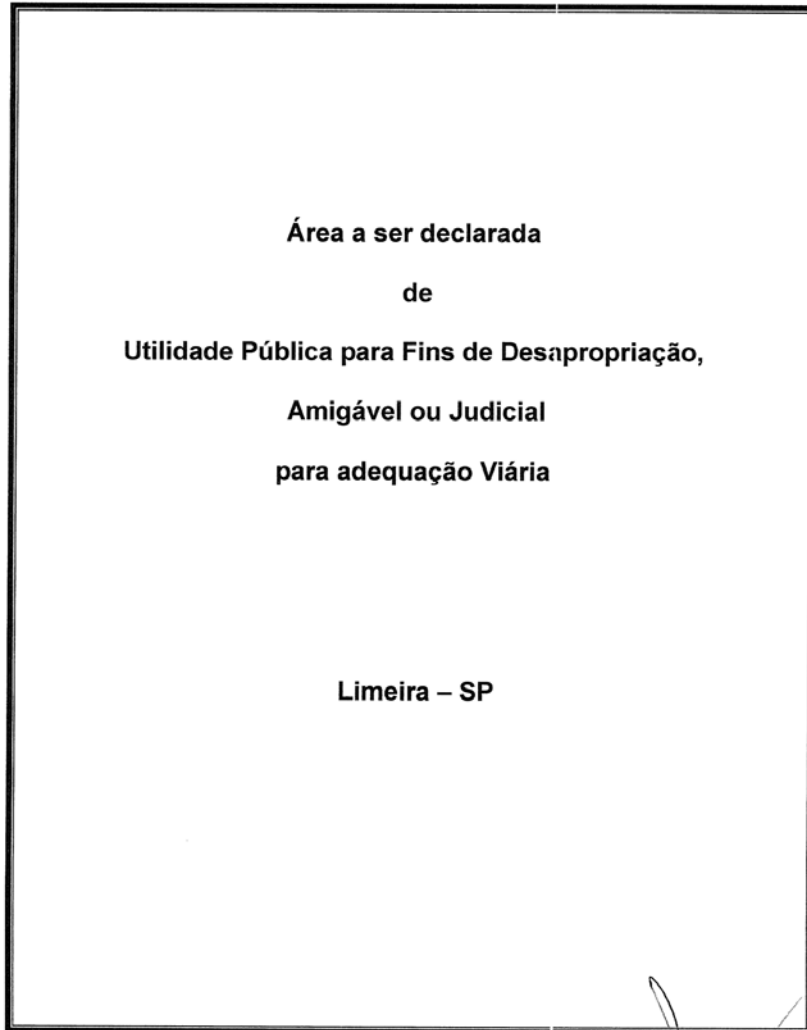 Área a ser declarada
de
Utilidade Pública para Fins de Desapropriação,
Amigável ou Judicial
para adequação Viária
Limeira – SP